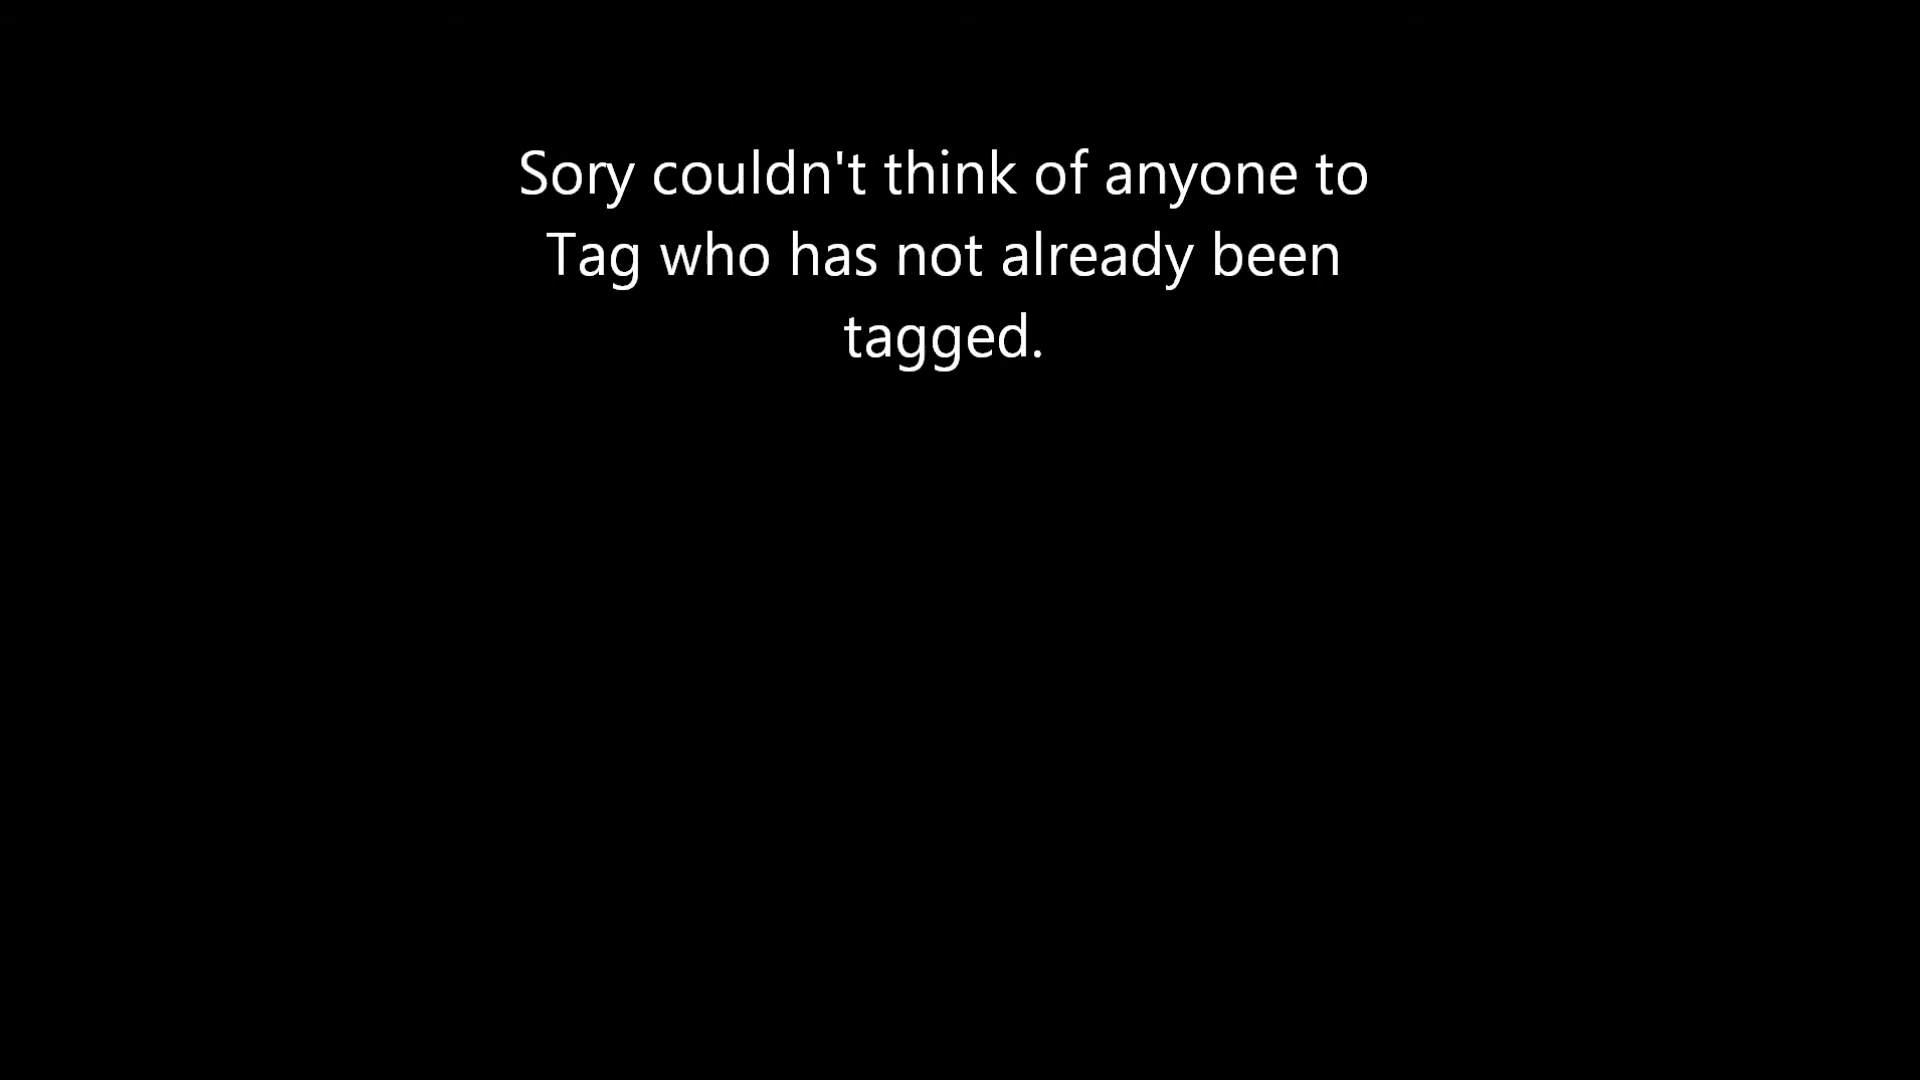 Sory couldn't think of anyone to
Tag who has not already been
tagged.